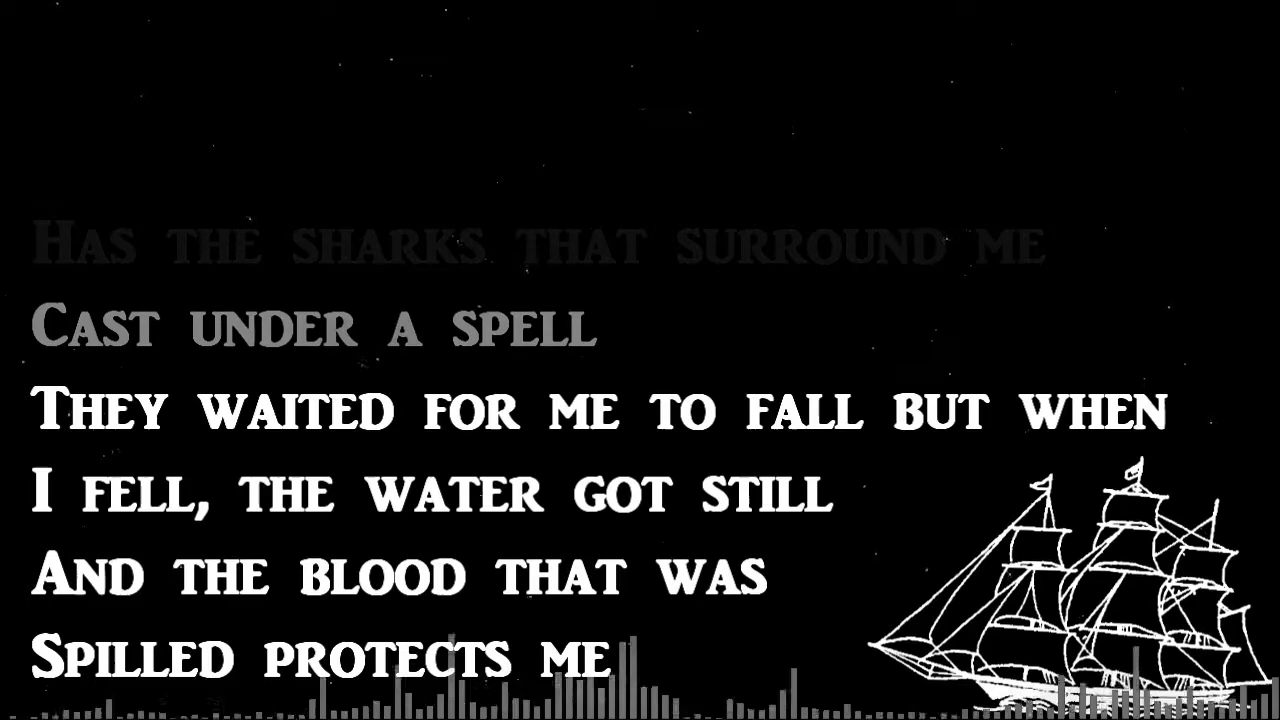 Has the sharks that surround me
Cast under a spell
They waited for me to fall but when
I fell, the water got still
And the blood that was
Spilled protects me